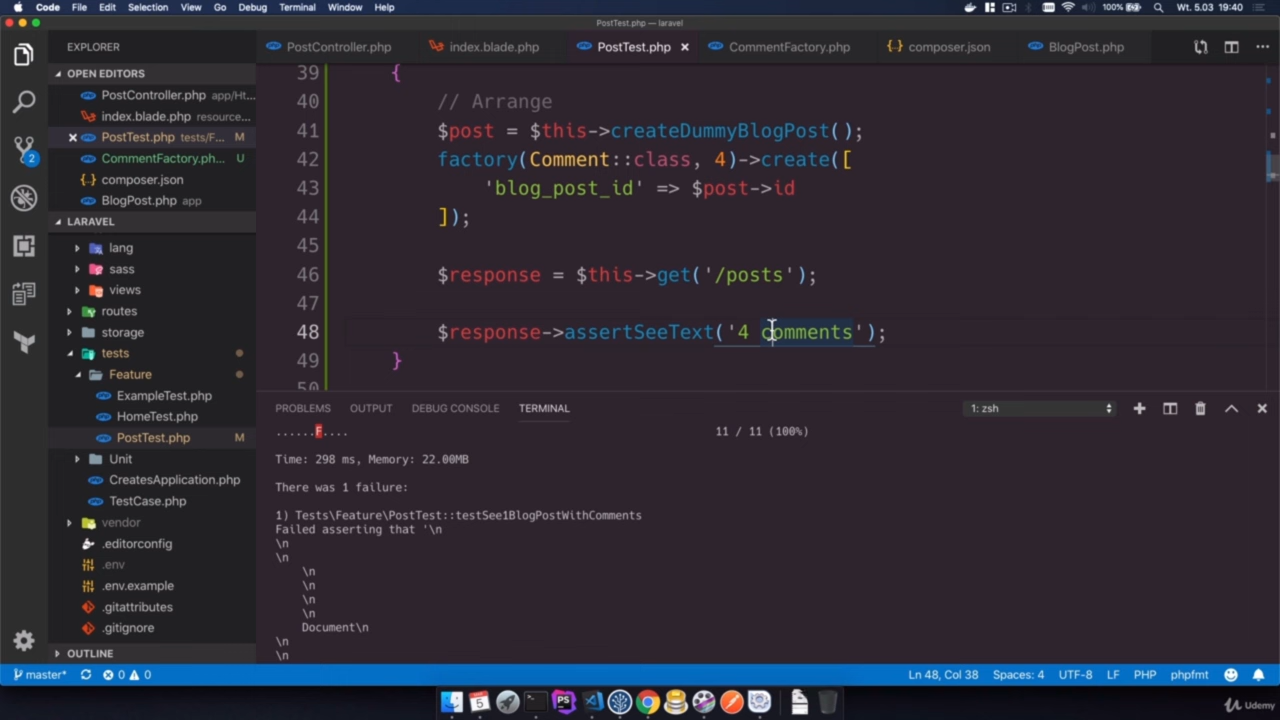 Code File Edit Selection View Go Debug Terminal Window Help 100% Wt. 5.03 19:40
PostTest.php — laravel
EXPLORER
PostController.php index.blade.php PostTest.php × CommentFactory.php composer.json BlogPost.php
OPEN EDITORS
PostController.php app/Ht...
index.blade.php resource...
× PostTest.php tests/F... M
CommentFactory.ph... U
composer.json
BlogPost.php app
LARAVEL
lang
sass
views
routes
storage
tests
Feature
ExampleTest.php
HomeTest.php
PostTest.php M
Unit
CreatesApplication.php
TestCase.php
vendor
.editorconfig
.env
.env.example
.gitattributes
.gitignore
OUTLINE
2
39 {
40 // Arrange
41 $post = $this->createDummyBlogPost();
42 factory(Comment::class, 4)->create([
43 'blog_post_id' => $post->id
44 ]);
45
46 $response = $this->get('/posts');
47
48 $response->assertSeeText('4 comments');
49 }
50
PROBLEMS OUTPUT DEBUG CONSOLE TERMINAL 1: zsh
......F.... 11 / 11 (100%)
Time: 298 ms, Memory: 22.00MB
There was 1 failure:
1) Tests\Feature\PostTest::testSee1BlogPostWithComments
Failed asserting that '\n
\n
\n
\n
\n
\n
\n
Document\n
\n
\n
master* 0 0 Ln 48, Col 38 Spaces: 4 UTF-8 LF PHP phpfmt
5
PS
Udemy